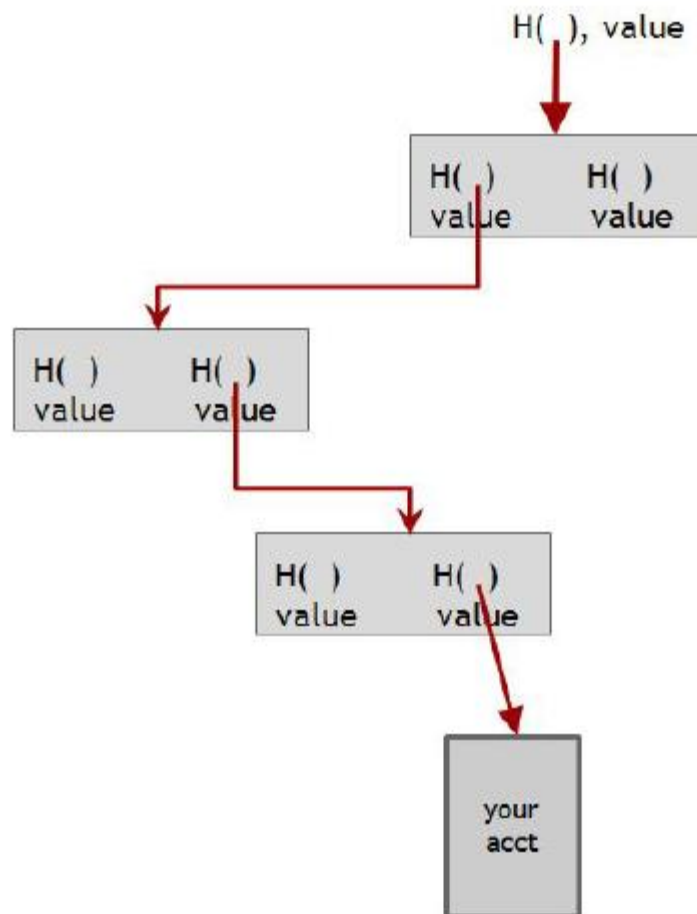 H( ), value
H( ) H( )
value value
H( ) H( )
value value
H( ) H( )
value value
your
acct